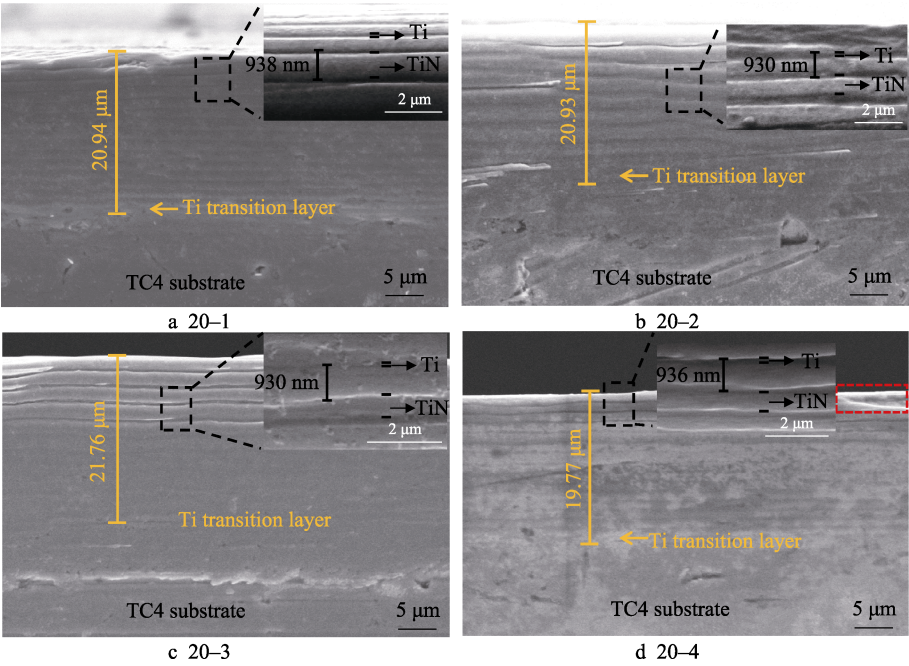 Ti
938 nm
TiN
2 μm
20.94 μm
Ti transition layer
TC4 substrate
5 μm
a 20–1
Ti
930 nm
TiN
2 μm
20.93 μm
Ti transition layer
TC4 substrate
5 μm
b 20–2
Ti
930 nm
TiN
2 μm
21.76 μm
Ti transition layer
TC4 substrate
5 μm
c 20–3
Ti
936 nm
TiN
2 μm
19.77 μm
Ti transition layer
TC4 substrate
5 μm
d 20–4